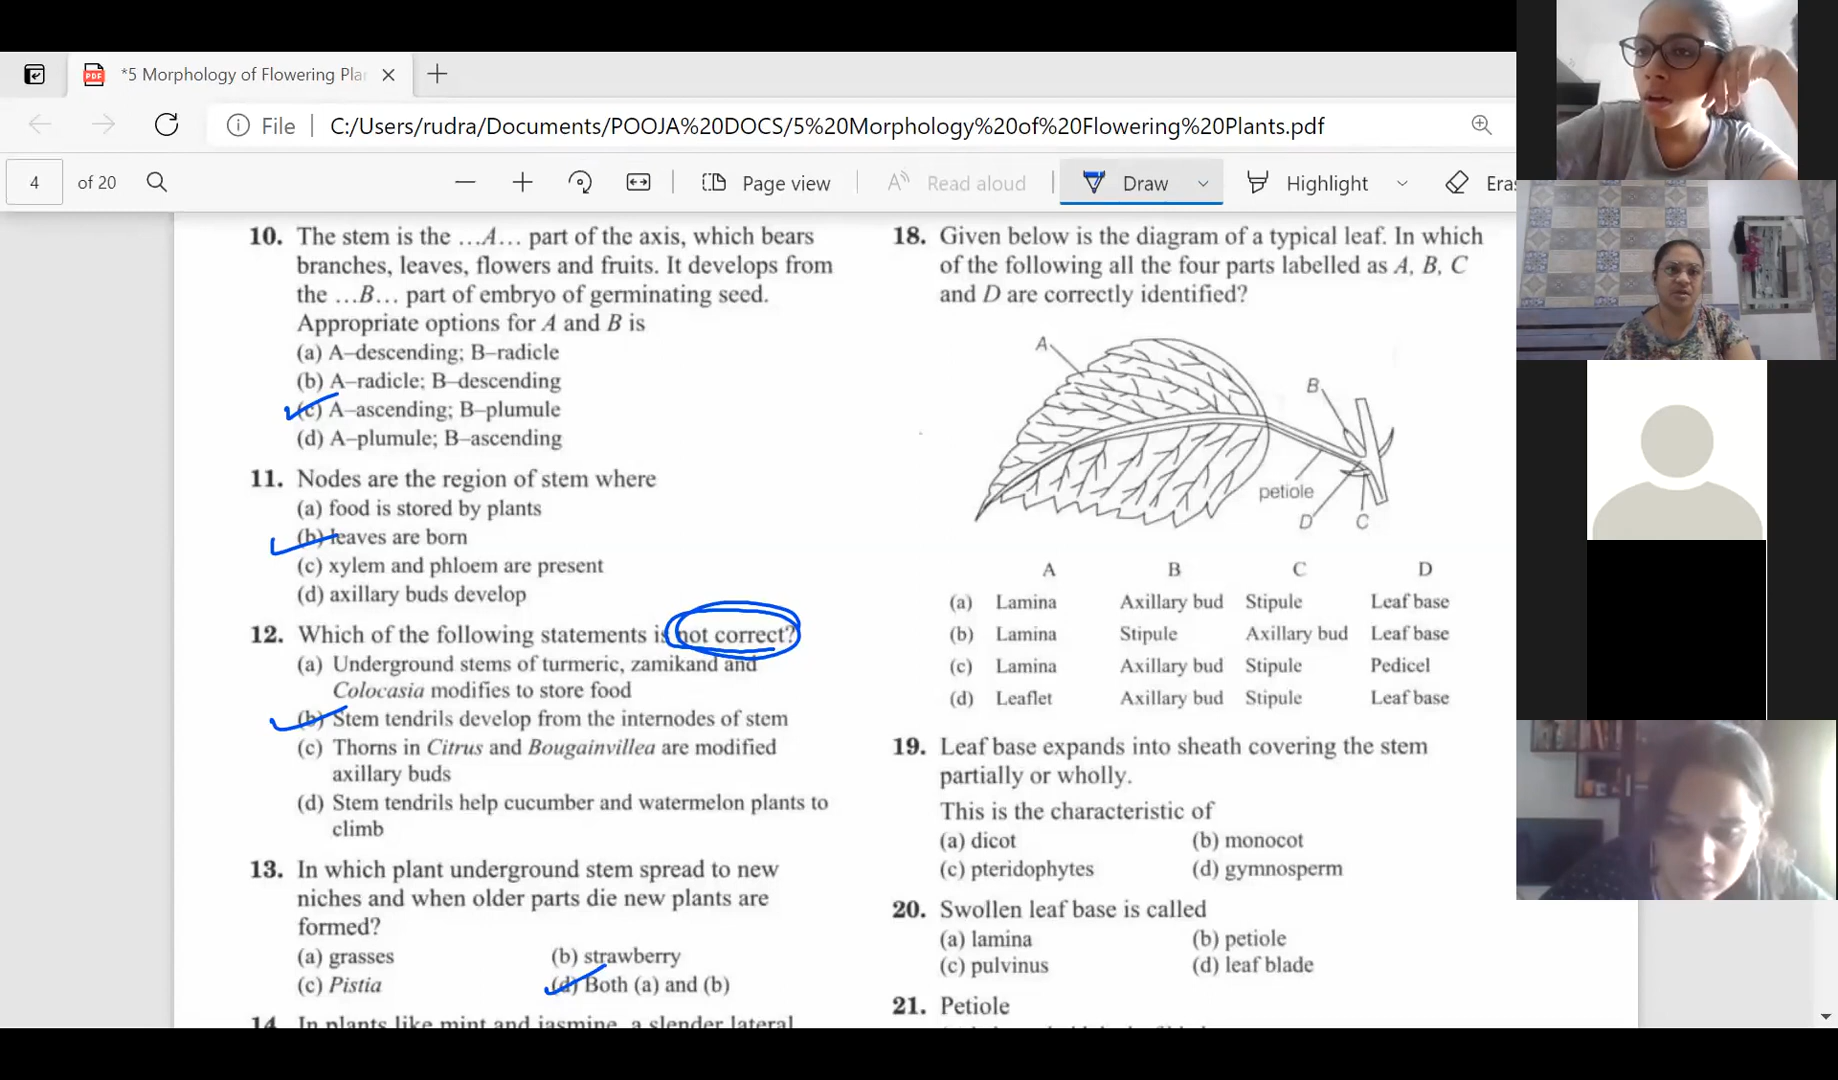 *5 Morphology of Flowering Pla
File
C:/Users/rudra/Documents/POOJA%20DOCS/5%20Morphology%20of%20Flowering%20Plants.pdf
4 of 20
Page view
Read aloud
Draw
Highlight
Eras
10. The stem is the ...A... part of the axis, which bears
branches, leaves, flowers and fruits. It develops from
the ...B... part of embryo of germinating seed.
Appropriate options for A and B is
(a) A–descending; B–radicle
(b) A–radicle; B–descending
(c) A–ascending; B–plumule
(d) A–plumule; B–ascending
11. Nodes are the region of stem where
(a) food is stored by plants
(b) leaves are born
(c) xylem and phloem are present
(d) axillary buds develop
12. Which of the following statements is not correct?
(a) Underground stems of turmeric, zamikand and
Colocasia modifies to store food
(b) Stem tendrils develop from the internodes of stem
(c) Thorns in Citrus and Bougainvillea are modified
axillary buds
(d) Stem tendrils help cucumber and watermelon plants to
climb
13. In which plant underground stem spread to new
niches and when older parts die new plants are
formed?
(a) grasses (b) strawberry
(c) Pistia (d) Both (a) and (b)
14. In plants like mint and jasmine, a slender lateral
18. Given below is the diagram of a typical leaf. In which
of the following all the four parts labelled as A, B, C
and D are correctly identified?
A
B
petiole
D C
A B C D
(a) Lamina Axillary bud Stipule Leaf base
(b) Lamina Stipule Axillary bud Leaf base
(c) Lamina Axillary bud Stipule Pedicel
(d) Leaflet Axillary bud Stipule Leaf base
19. Leaf base expands into sheath covering the stem
partially or wholly.
This is the characteristic of
(a) dicot (b) monocot
(c) pteridophytes (d) gymnosperm
20. Swollen leaf base is called
(a) lamina (b) petiole
(c) pulvinus (d) leaf blade
21. Petiole